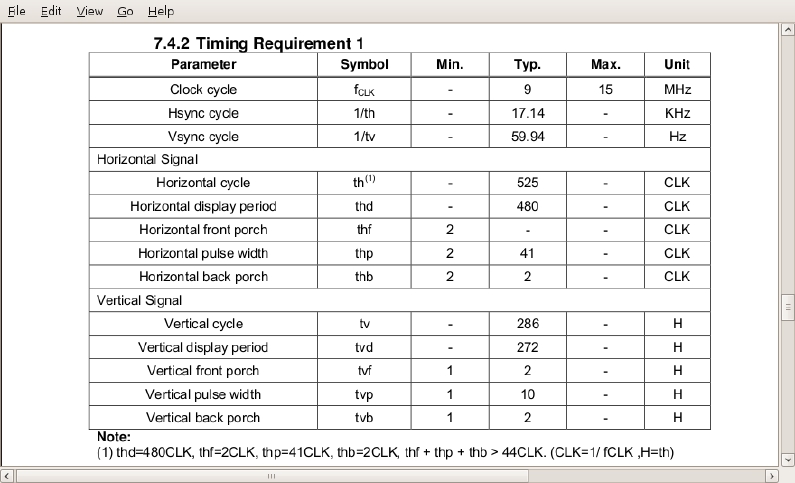 File Edit View Go Help
7.4.2 Timing Requirement 1
Parameter Symbol Min. Typ. Max. Unit
Clock cycle fCLK - 9 15 MHz
Hsync cycle 1/th - 17.14 - KHz
Vsync cycle 1/tv - 59.94 - Hz
Horizontal Signal
Horizontal cycle th(1) - 525 - CLK
Horizontal display period thd - 480 - CLK
Horizontal front porch thf 2 - - CLK
Horizontal pulse width thp 2 41 - CLK
Horizontal back porch thb 2 2 - CLK
Vertical Signal
Vertical cycle tv - 286 - H
Vertical display period tvd - 272 - H
Vertical front porch tvf 1 2 - H
Vertical pulse width tvp 1 10 - H
Vertical back porch tvb 1 2 - H
Note:
(1) thd=480CLK, thf=2CLK, thp=41CLK, thb=2CLK, thf + thp + thb > 44CLK. (CLK=1/ fCLK ,H=th)